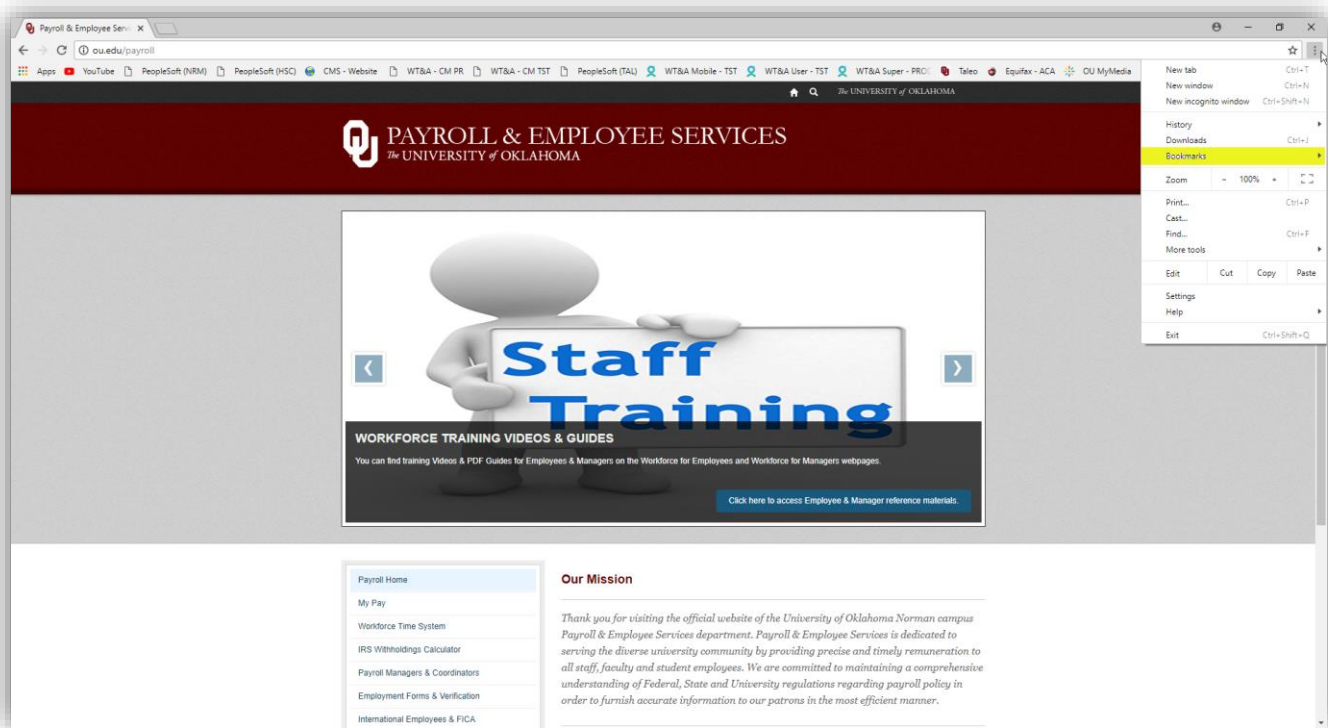 Payroll & Employee Servi
ou.edu/payroll
Apps YouTube PeopleSoft (NRM) PeopleSoft (HSC) CMS - Website WT&A - CM PR WT&A - CM TST PeopleSoft (TAL) WT&A Mobile - TST WT&A User - TST WT&A Super - PROD Taleo Equifax - ACA OU MyMedia
The UNIVERSITY of OKLAHOMA
PAYROLL & EMPLOYEE SERVICES
The UNIVERSITY of OKLAHOMA
New tab Ctrl+T
New window Ctrl+N
New incognito window Ctrl+Shift+N
History
Downloads Ctrl+J
Bookmarks
Zoom - 100% +
Print... Ctrl+P
Cast...
Find... Ctrl+F
More tools
Edit Cut Copy Paste
Settings
Help
Exit Ctrl+Shift+Q
Staff
Training
WORKFORCE TRAINING VIDEOS & GUIDES
You can find training Videos & PDF Guides for Employees & Managers on the Workforce for Employees and Workforce for Managers webpages.
Click here to access Employee & Manager reference materials.
Payroll Home
My Pay
Workforce Time System
IRS Withholdings Calculator
Payroll Managers & Coordinators
Employment Forms & Verification
International Employees & FICA
Our Mission
Thank you for visiting the official website of the University of Oklahoma Norman campus
Payroll & Employee Services department. Payroll & Employee Services is dedicated to
serving the diverse university community by providing precise and timely remuneration to
all staff, faculty and student employees. We are committed to maintaining a comprehensive
understanding of Federal, State and University regulations regarding payroll policy in
order to furnish accurate information to our patrons in the most efficient manner.